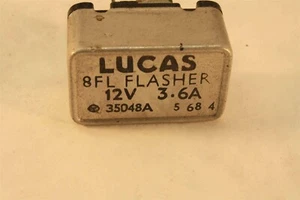 LUCAS
8FL FLASHER
12V 3.6A
35048A 5 68 4